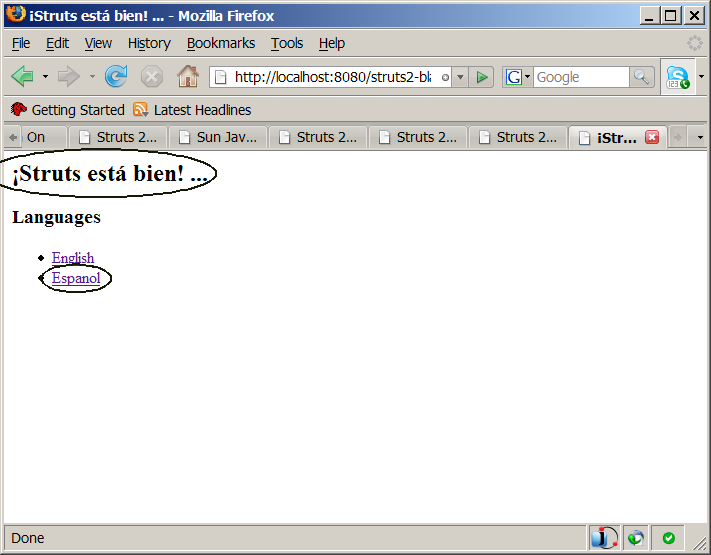 ¡Struts está bien! ... - Mozilla Firefox
File Edit View History Bookmarks Tools Help
http://localhost:8080/struts2-bl Google
Getting Started Latest Headlines
On Struts 2... Sun Jav... Struts 2... Struts 2... Struts 2... ¡Str...
¡Struts está bien! ...
Languages
English
Espanol
Done